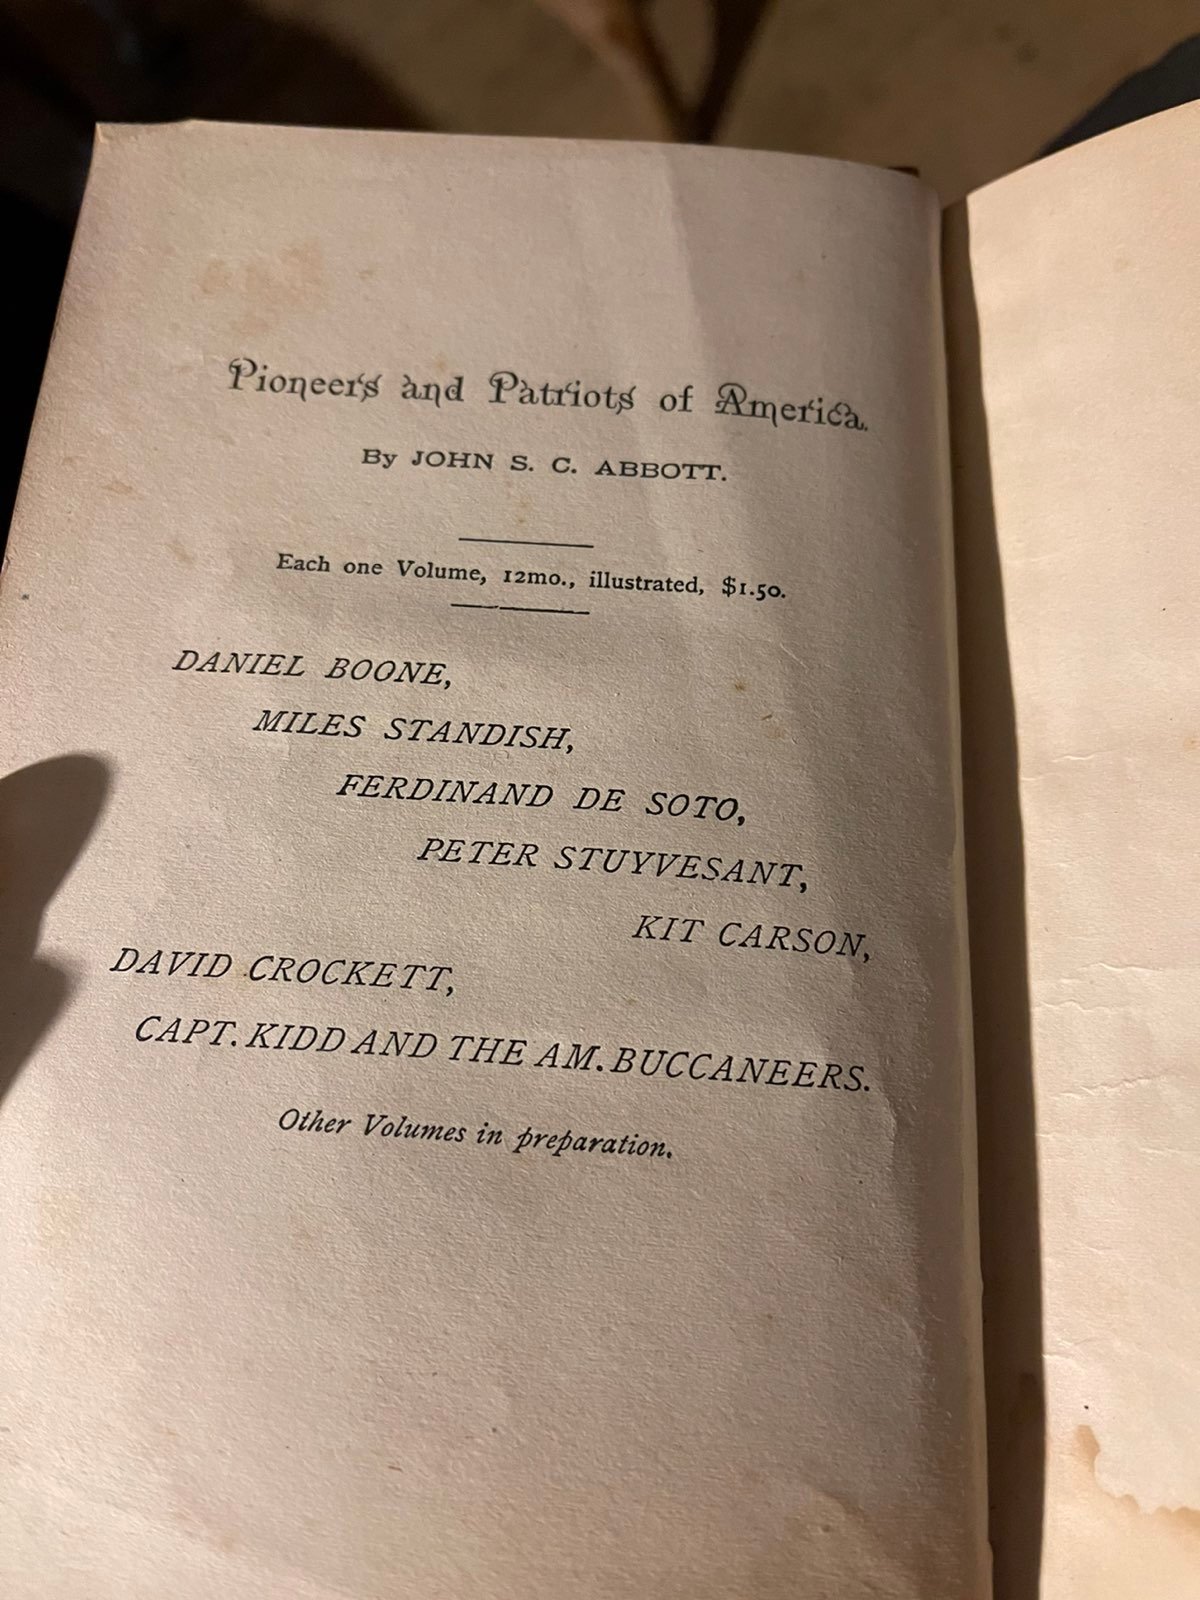 Pioneers and Patriots of America.
By JOHN S. C. ABBOTT.
Each one Volume, 12mo., illustrated, $1.50.
DANIEL BOONE,
MILES STANDISH,
FERDINAND DE SOTO,
PETER STUYVESANT,
KIT CARSON,
DAVID CROCKETT,
CAPT. KIDD AND THE AM. BUCCANEERS.
Other Volumes in preparation.